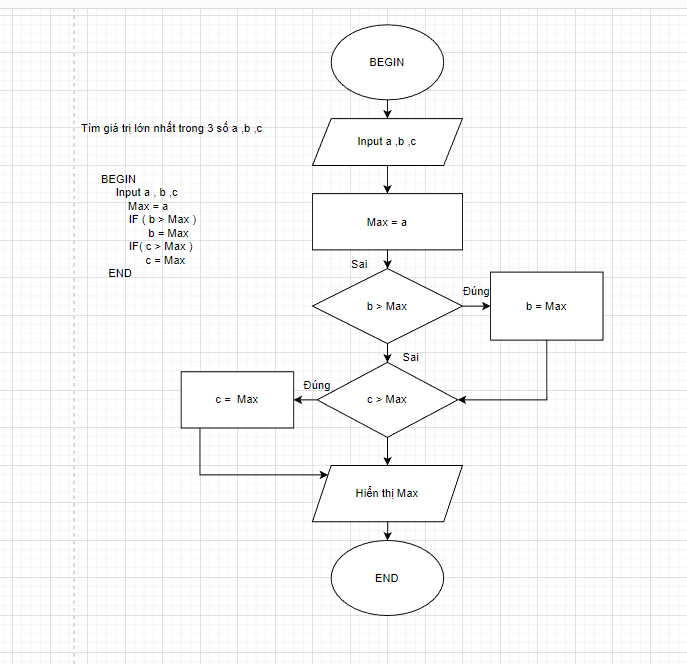 Tìm giá trị lớn nhất trong 3 số a ,b ,c
BEGIN
Input a , b ,c
Max = a
IF ( b > Max )
b = Max
IF( c > Max )
c = Max
END
BEGIN
Input a ,b ,c
Max = a
Sai
b > Max
Đúng
b = Max
Sai
c > Max
Đúng
c = Max
Hiển thị Max
END